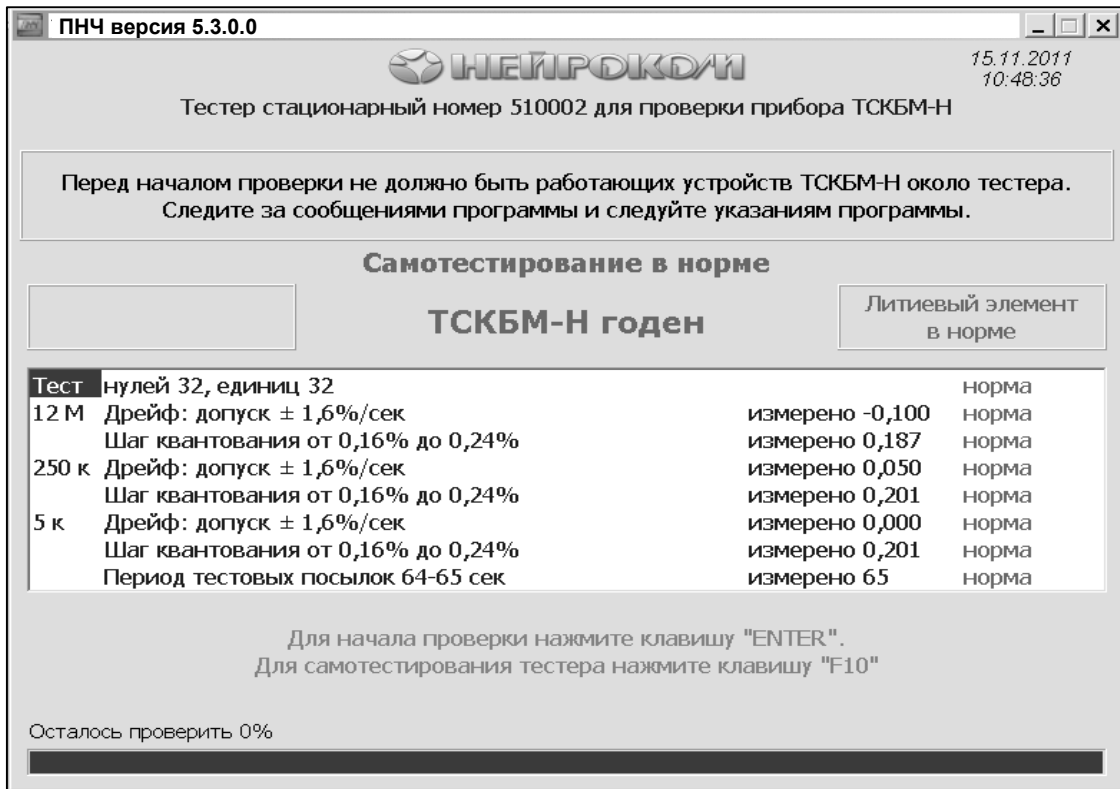 ПНЧ версия 5.3.0.0
НЕЙРОКОМ
15.11.2011
10:48:36
Тестер стационарный номер 510002 для проверки прибора ТСКБМ-Н
Перед началом проверки не должно быть работающих устройств ТСКБМ-Н около тестера.
Следите за сообщениями программы и следуйте указаниям программы.
Самотестирование в норме
ТСКБМ-Н годен
Литиевый элемент
в норме
Тест нулей 32, единиц 32 норма
12 М Дрейф: допуск ± 1,6%/сек измерено -0,100 норма
Шаг квантования от 0,16% до 0,24% измерено 0,187 норма
250 к Дрейф: допуск ± 1,6%/сек измерено 0,050 норма
Шаг квантования от 0,16% до 0,24% измерено 0,201 норма
5 к Дрейф: допуск ± 1,6%/сек измерено 0,000 норма
Шаг квантования от 0,16% до 0,24% измерено 0,201 норма
Период тестовых посылок 64-65 сек измерено 65 норма
Для начала проверки нажмите клавишу "ENTER".
Для самотестирования тестера нажмите клавишу "F10"
Осталось проверить 0%